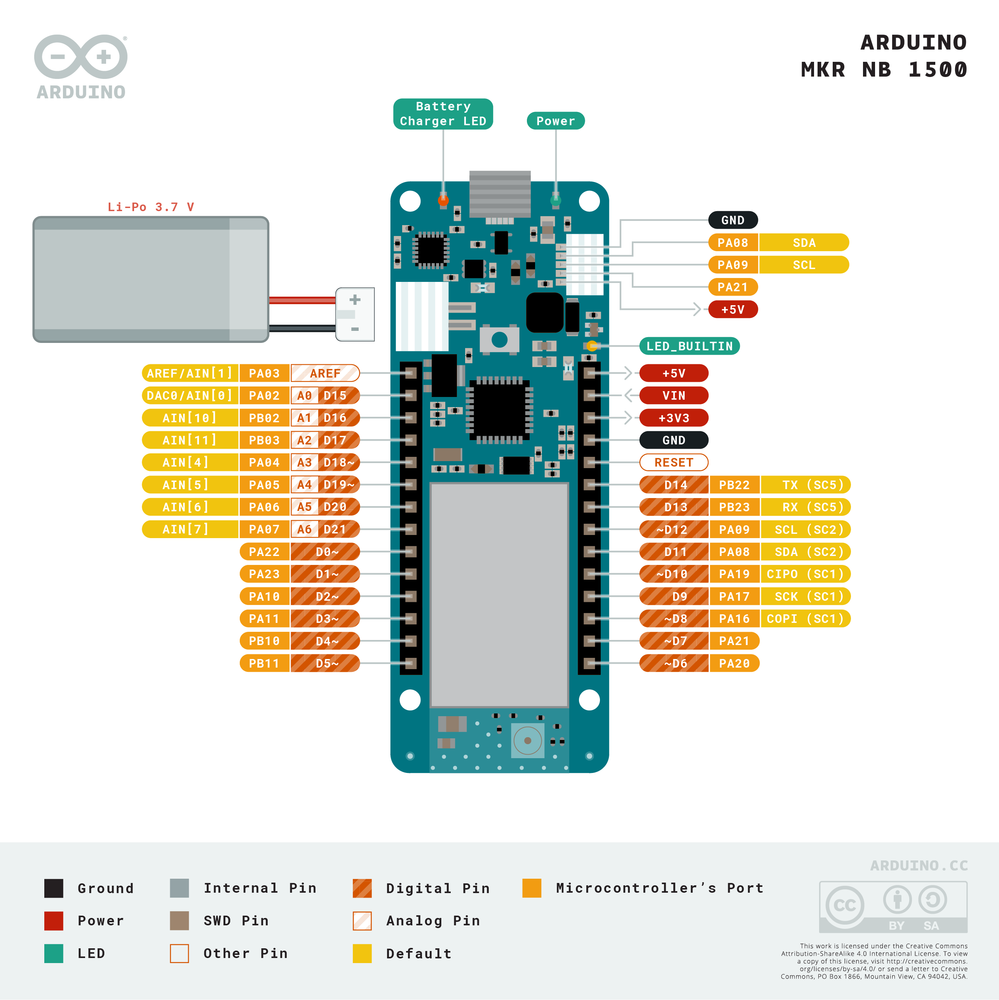 ARDUINO
MKR NB 1500
®
ARDUINO
Battery
Charger LED
Power
Li-Po 3.7 V
+
-
GND
PA08 SDA
PA09 SCL
PA21
+5V
LED_BUILTIN
AREF/AIN[1] PA03 AREF
DAC0/AIN[0] PA02 A0 D15
AIN[10] PB02 A1 D16
AIN[11] PB03 A2 D17
AIN[4] PA04 A3 D18~
AIN[5] PA05 A4 D19~
AIN[6] PA06 A5 D20
AIN[7] PA07 A6 D21
PA22 D0~
PA23 D1~
PA10 D2~
PA11 D3~
PB10 D4~
PB11 D5~
+5V
VIN
+3V3
GND
RESET
D14 PB22 TX (SC5)
D13 PB23 RX (SC5)
~D12 PA09 SCL (SC2)
D11 PA08 SDA (SC2)
~D10 PA19 CIPO (SC1)
D9 PA17 SCK (SC1)
~D8 PA16 COPI (SC1)
~D7 PA21
~D6 PA20
Ground
Power
LED
Internal Pin
SWD Pin
Other Pin
Digital Pin
Analog Pin
Default
Microcontroller’s Port
ARDUINO.CC
CC
BY SA
This work is licensed under the Creative Commons
Attribution-ShareAlike 4.0 International License. To view
a copy of this license, visit http://creativecommons.
org/licenses/by-sa/4.0/ or send a letter to Creative
Commons, PO Box 1866, Mountain View, CA 94042, USA.